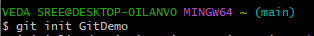 VEDA SREE@DESKTOP-OILANVO MINGW64 ~ (main)
$ git init GitDemo